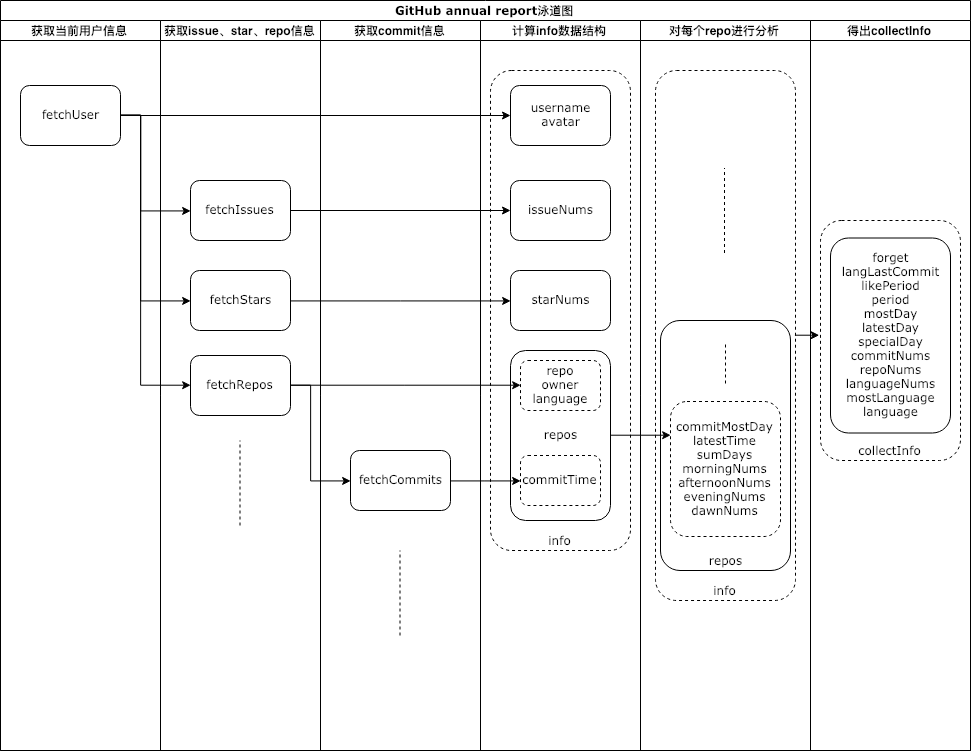 GitHub annual report泳道图
获取当前用户信息
获取issue、star、repo信息
获取commit信息
计算info数据结构
对每个repo进行分析
得出collectInfo
fetchUser
username
avatar
fetchIssues
issueNums
fetchStars
starNums
fetchRepos
repo
owner
language
repos
fetchCommits
commitTime
info
commitMostDay
latestTime
sumDays
morningNums
afternoonNums
eveningNums
dawnNums
repos
info
forget
langLastCommit
likePeriod
period
mostDay
latestDay
specialDay
commitNums
repoNums
languageNums
mostLanguage
language
collectInfo